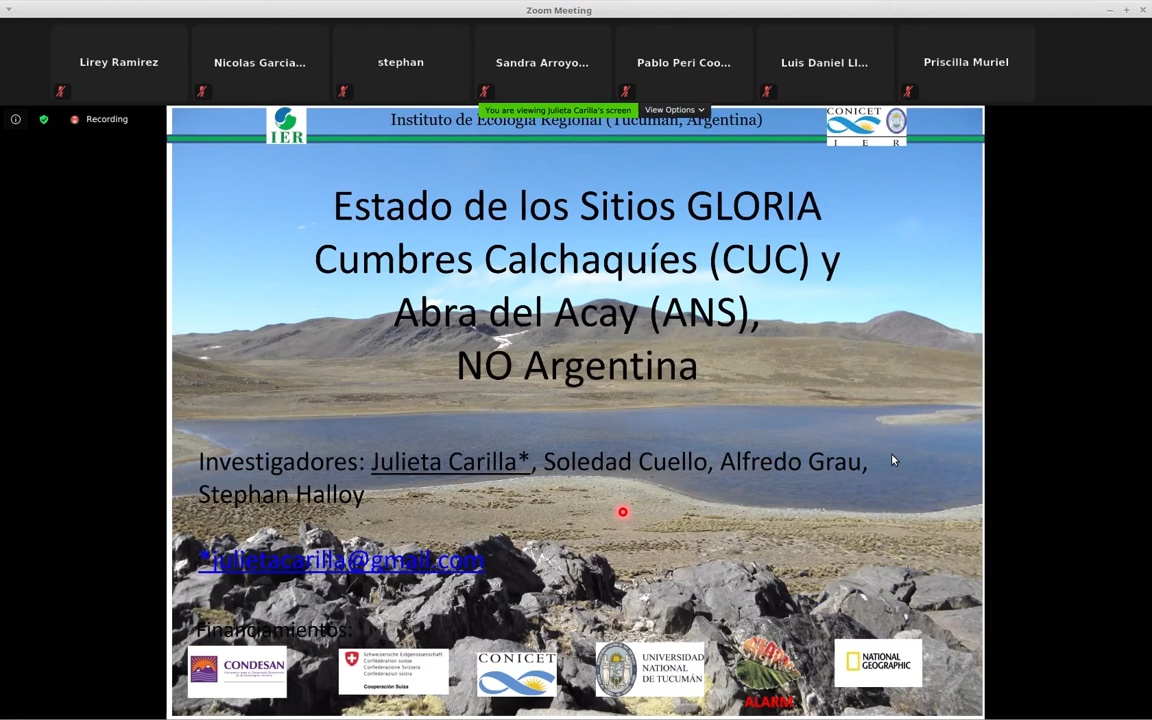 Zoom Meeting
Lirey Ramirez
Nicolas Garcia...
stephan
Sandra Arroyo...
Pablo Peri Coo...
Luis Daniel Ll...
Priscilla Muriel
You are viewing Julieta Carilla's screen
View Options
Recording
IER
Instituto de Ecología Regional (Tucumán, Argentina)
CONICET
I E R
Estado de los Sitios GLORIA
Cumbres Calchaquíes (CUC) y
Abra del Acay (ANS),
NO Argentina
Investigadores: Julieta Carilla*, Soledad Cuello, Alfredo Grau,
Stephan Halloy
*julietacarilla@gmail.com
Financiamientos:
CONDESAN
Schweizerische Eidgenossenschaft
Confédération suisse
Confederazione Svizzera
Confederaziun svizra
Cooperación Suiza
CONICET
UNIVERSIDAD
NACIONAL
DE TUCUMÁN
ALARM
NATIONAL
GEOGRAPHIC